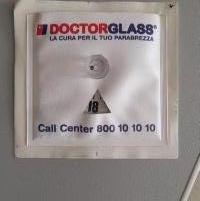 DOCTORGLASS®
LA CURA PER IL TUO PARABREZZA
18
Call Center 800 10 10 10